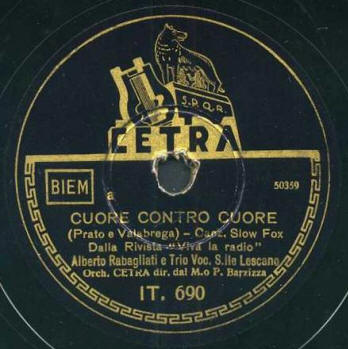 S.P.Q.R.
CETRA
BIEM
a
50359
CUORE CONTRO CUORE
(Prato e Valabrega) - Canz. Slow Fox
Dalla Rivista "Viva la radio"
Alberto Rabagliati e Trio Voc. S.lle Lescano
Orch. CETRA dir. dal M.o P. Barzizza
IT. 690